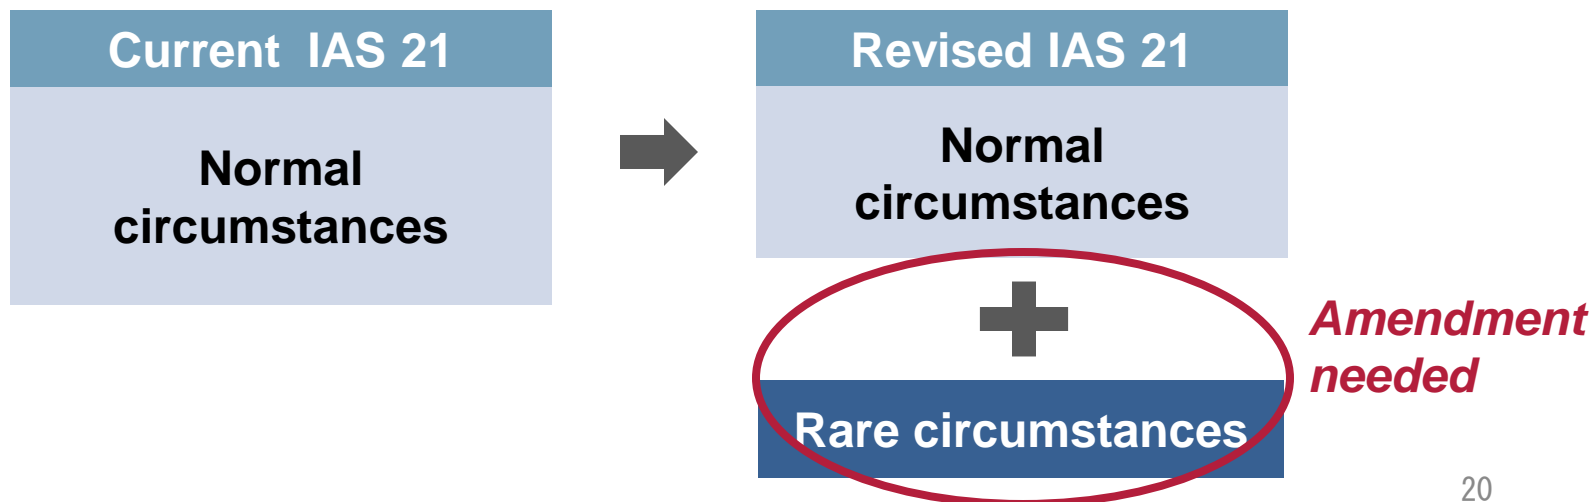 Current IAS 21
Normal
circumstances
Revised IAS 21
Normal
circumstances
Rare circumstances
Amendment
needed
20